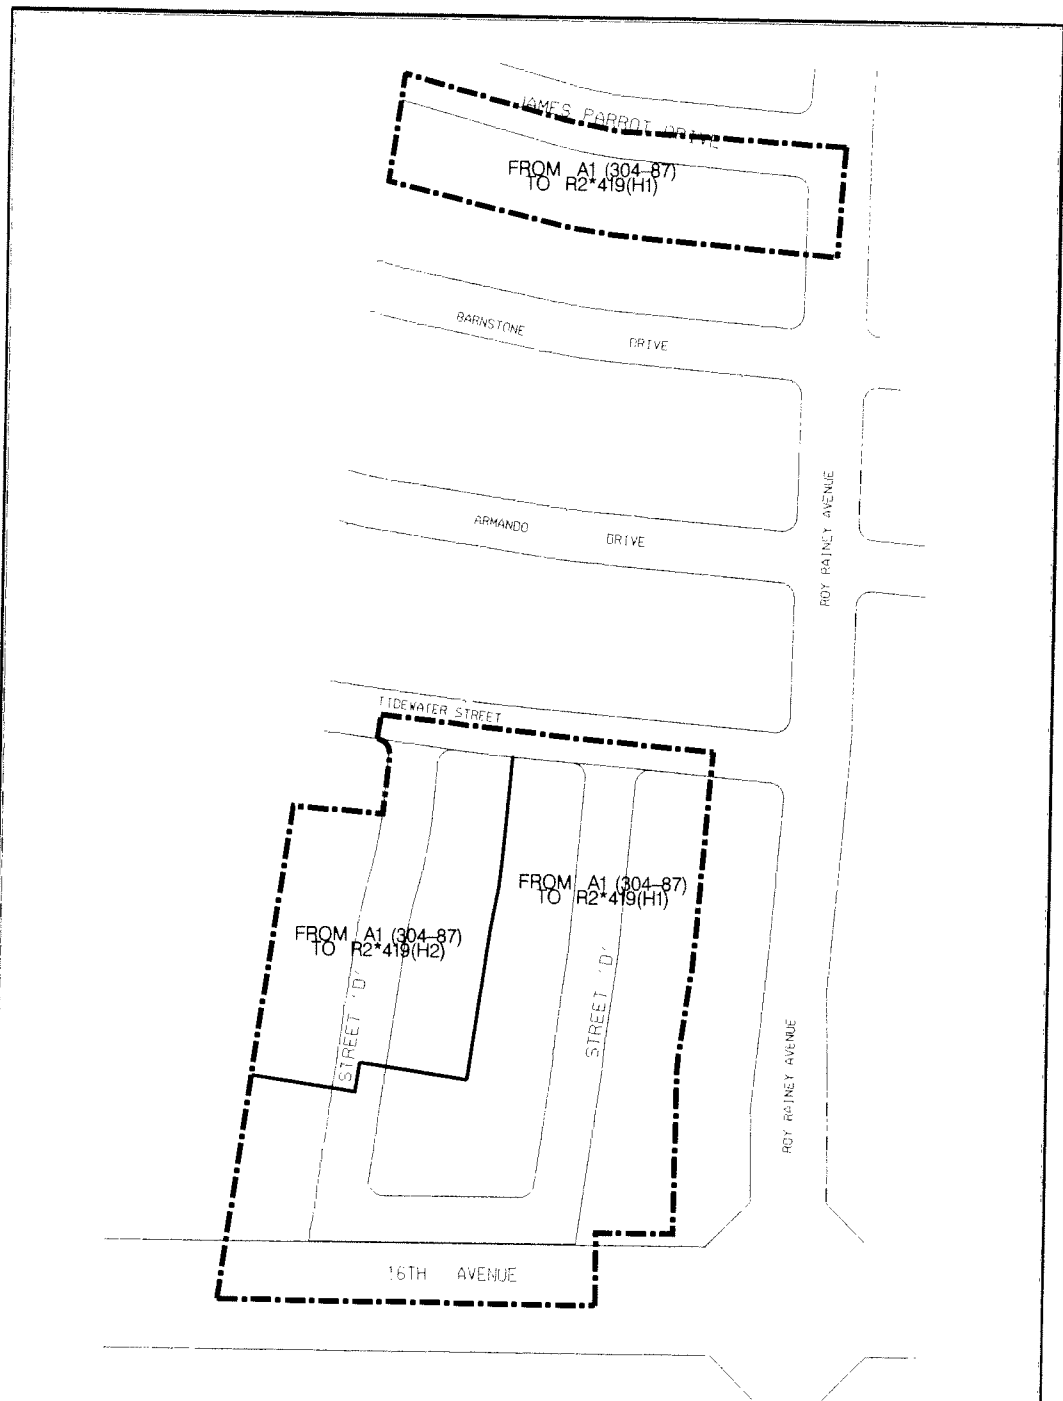 JAMES PARROT DRIVE
FROM A1 (304-87)
TO R2*419(H1)
BARNSTONE DRIVE
ARMANDO DRIVE
ROY RAINEY AVENUE
TIDEWATER STREET
FROM A1 (304-87)
TO R2*419(H1)
FROM A1 (304-87)
TO R2*419(H2)
STREET 'D'
STREET 'D'
ROY RAINEY AVENUE
16TH AVENUE